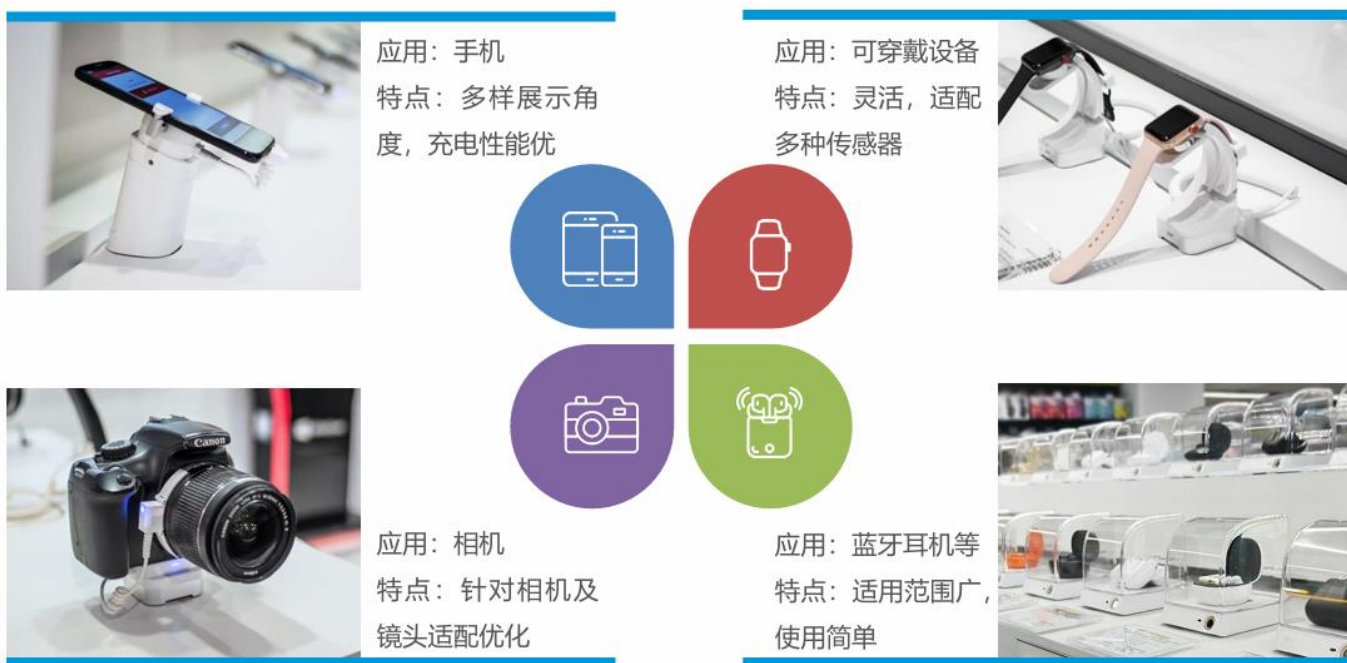 应用：手机
特点：多样展示角
度，充电性能优
应用：可穿戴设备
特点：灵活，适配
多种传感器
Canon
应用：相机
特点：针对相机及
镜头适配优化
应用：蓝牙耳机等
特点：适用范围广，
使用简单